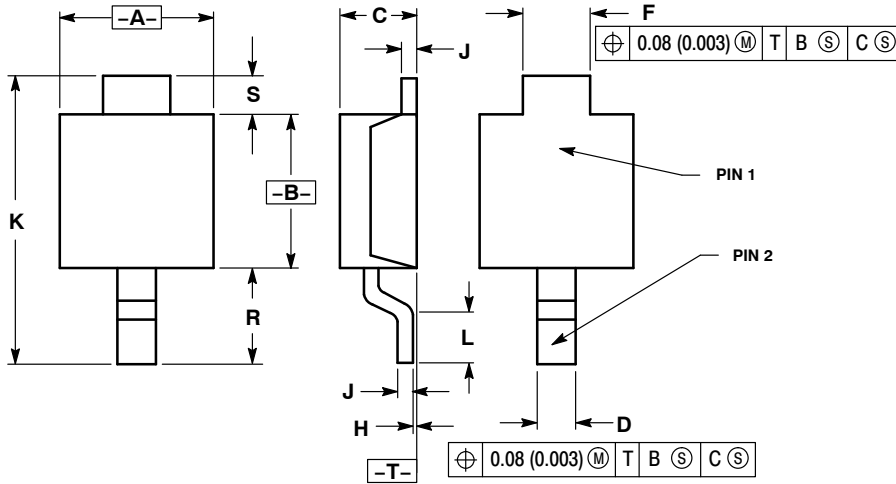 –A–
C
F
⌖ 0.08 (0.003) Ⓜ T B Ⓢ C Ⓢ
J
S
K
–B–
PIN 1
PIN 2
R
L
J
H
D
–T–
⌖ 0.08 (0.003) Ⓜ T B Ⓢ C Ⓢ